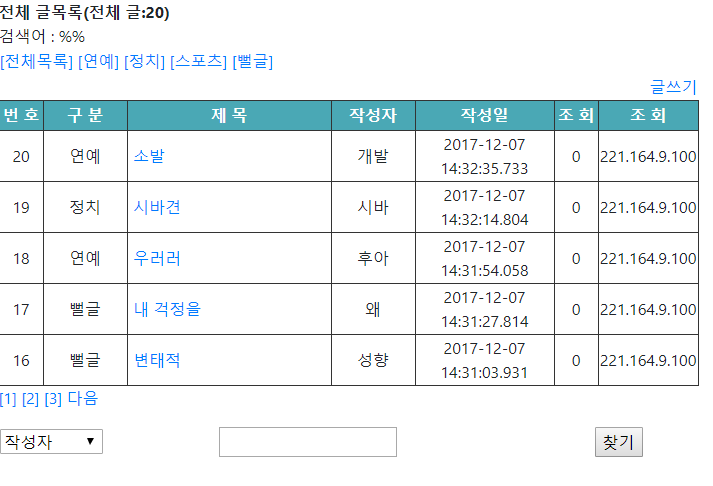 전체 글목록(전체 글:20)
검색어 : %%
[전체목록] [연예] [정치] [스포츠] [뻘글]
글쓰기
번 호 구 분 제 목 작성자 작성일 조 회 조 회
20 연예 소발 개발 2017-12-07 14:32:35.733 0 221.164.9.100
19 정치 시바견 시바 2017-12-07 14:32:14.804 0 221.164.9.100
18 연예 우러러 후아 2017-12-07 14:31:54.058 0 221.164.9.100
17 뻘글 내 걱정을 왜 2017-12-07 14:31:27.814 0 221.164.9.100
16 뻘글 변태적 성향 2017-12-07 14:31:03.931 0 221.164.9.100
[1] [2] [3] 다음
작성자 찾기